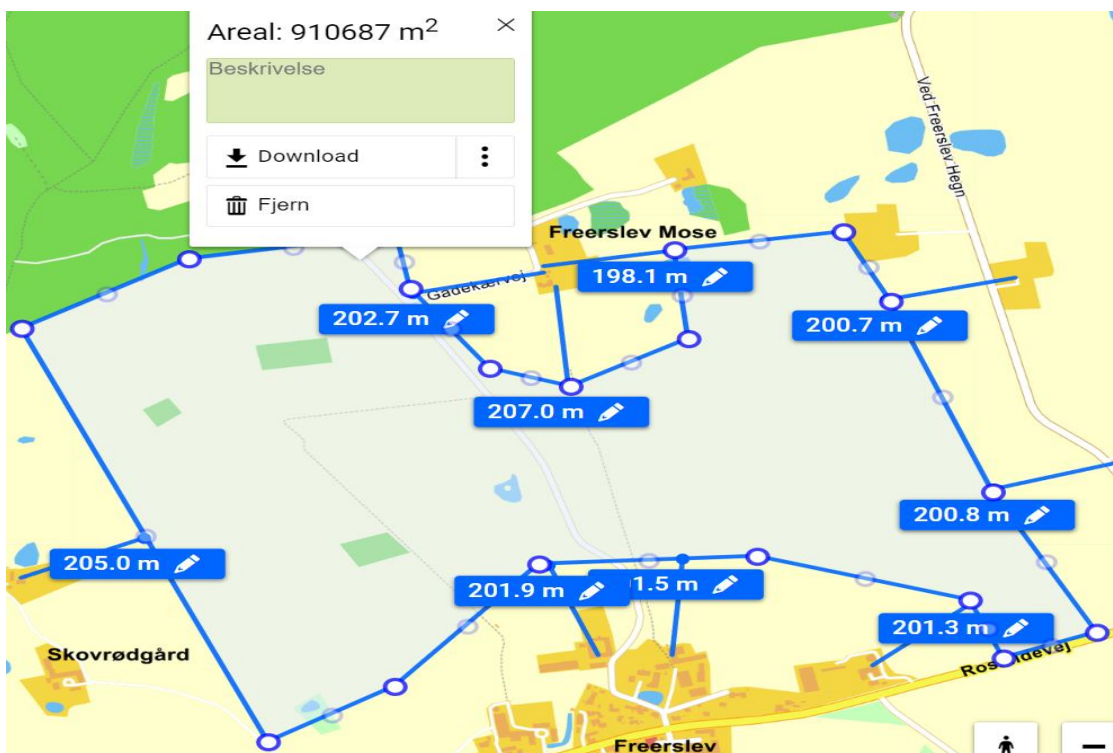 Areal: 910687 m²
Beskrivelse
Download
Fjern
Ved Freerslev Hegn
Freerslev Mose
Gadekærvej
198.1 m
202.7 m
200.7 m
207.0 m
200.8 m
205.0 m
201.9 m
1.5 m
201.3 m
Skovrødgård
Freerslev